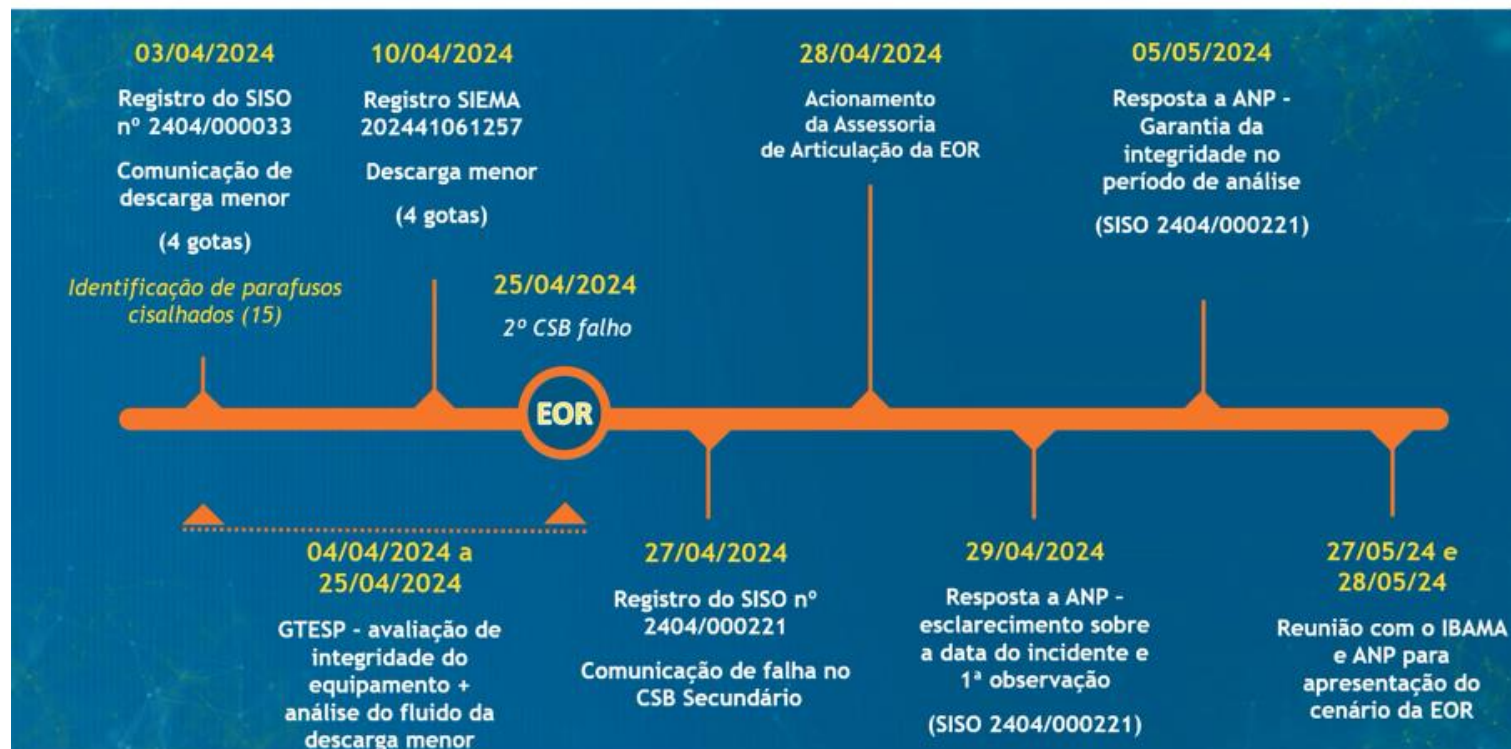 03/04/2024
Registro do SISO
nº 2404/000033
Comunicação de
descarga menor
(4 gotas)
Identificação de parafusos
cisalhados (15)
10/04/2024
Registro SIEMA
202441061257
Descarga menor
(4 gotas)
25/04/2024
2º CSB falho
EOR
28/04/2024
Acionamento
da Assessoria
de Articulação da EOR
05/05/2024
Resposta a ANP -
Garantia da
integridade no
período de análise
(SISO 2404/000221)
04/04/2024 a
25/04/2024
GTESP - avaliação de
integridade do
equipamento +
análise do fluido da
descarga menor
27/04/2024
Registro do SISO nº
2404/000221
Comunicação de falha no
CSB Secundário
29/04/2024
Resposta a ANP –
esclarecimento sobre
a data do incidente e
1ª observação
(SISO 2404/000221)
27/05/24 e
28/05/24
Reunião com o IBAMA
e ANP para
apresentação do
cenário da EOR